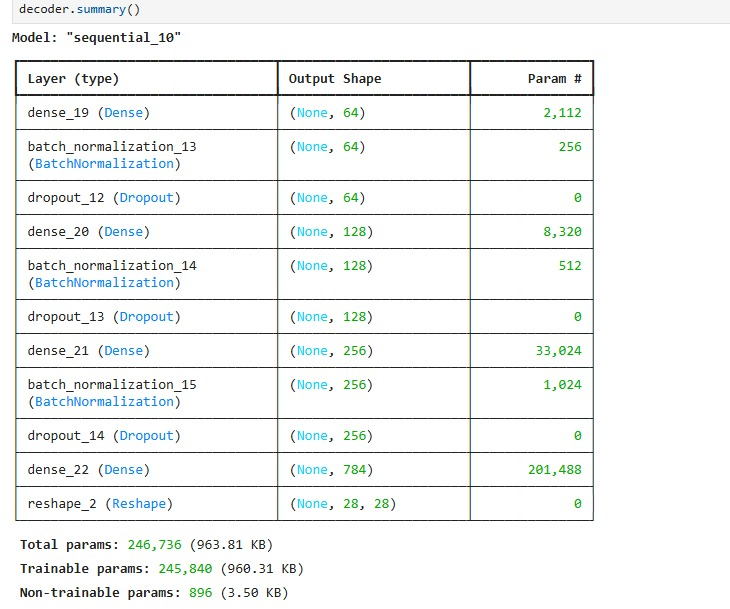 decoder.summary()
Model: "sequential_10"
Layer (type) Output Shape Param #
dense_19 (Dense) (None, 64) 2,112
batch_normalization_13 (None, 64) 256
(BatchNormalization)
dropout_12 (Dropout) (None, 64) 0
dense_20 (Dense) (None, 128) 8,320
batch_normalization_14 (None, 128) 512
(BatchNormalization)
dropout_13 (Dropout) (None, 128) 0
dense_21 (Dense) (None, 256) 33,024
batch_normalization_15 (None, 256) 1,024
(BatchNormalization)
dropout_14 (Dropout) (None, 256) 0
dense_22 (Dense) (None, 784) 201,488
reshape_2 (Reshape) (None, 28, 28) 0
Total params: 246,736 (963.81 KB)
Trainable params: 245,840 (960.31 KB)
Non-trainable params: 896 (3.50 KB)